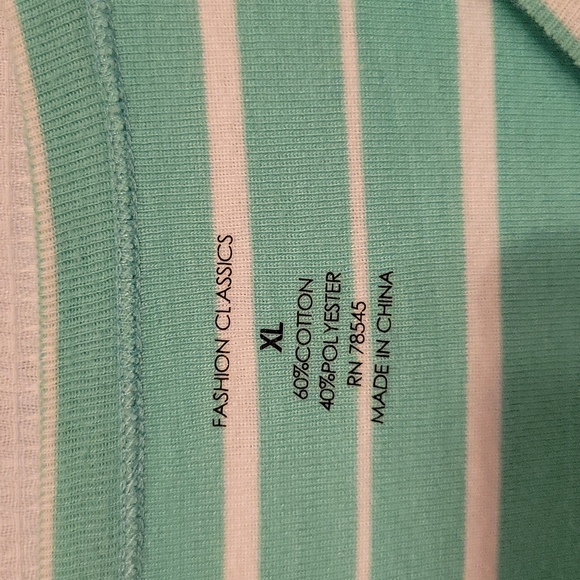 FASHION CLASSICS
XL
60%COTTON
40%POLYESTER
RN 78545
MADE IN CHINA